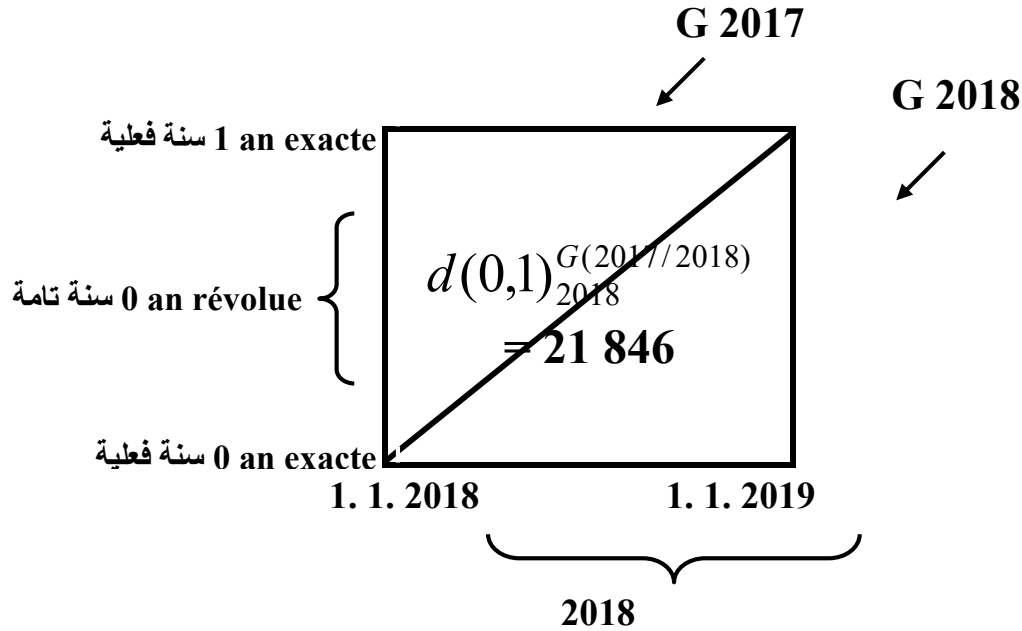 G 2017
G 2018
1 an exacte سنة فعلية
d(0,1)_{2018}^{G(2017/2018)}
0 an révolue سنة تامة
= 21 846
0 an exacte سنة فعلية
1. 1. 2018
1. 1. 2019
2018